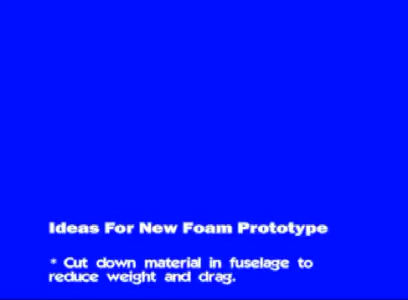 Ideas For New Foam Prototype
* Cut down material in fuselage to
reduce weight and drag.